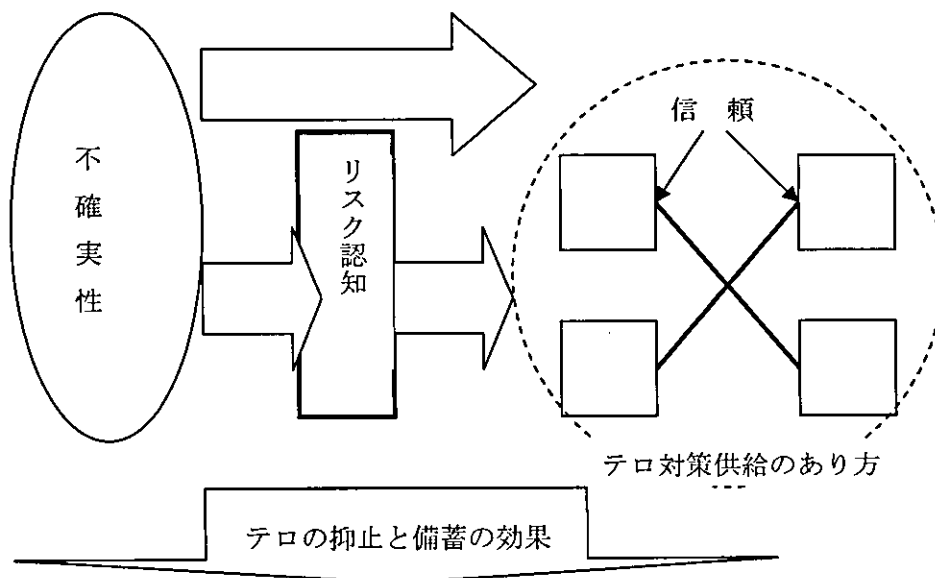 不確実性
リスク認知
信頼
テロ対策供給のあり方
テロの抑止と備蓄の効果